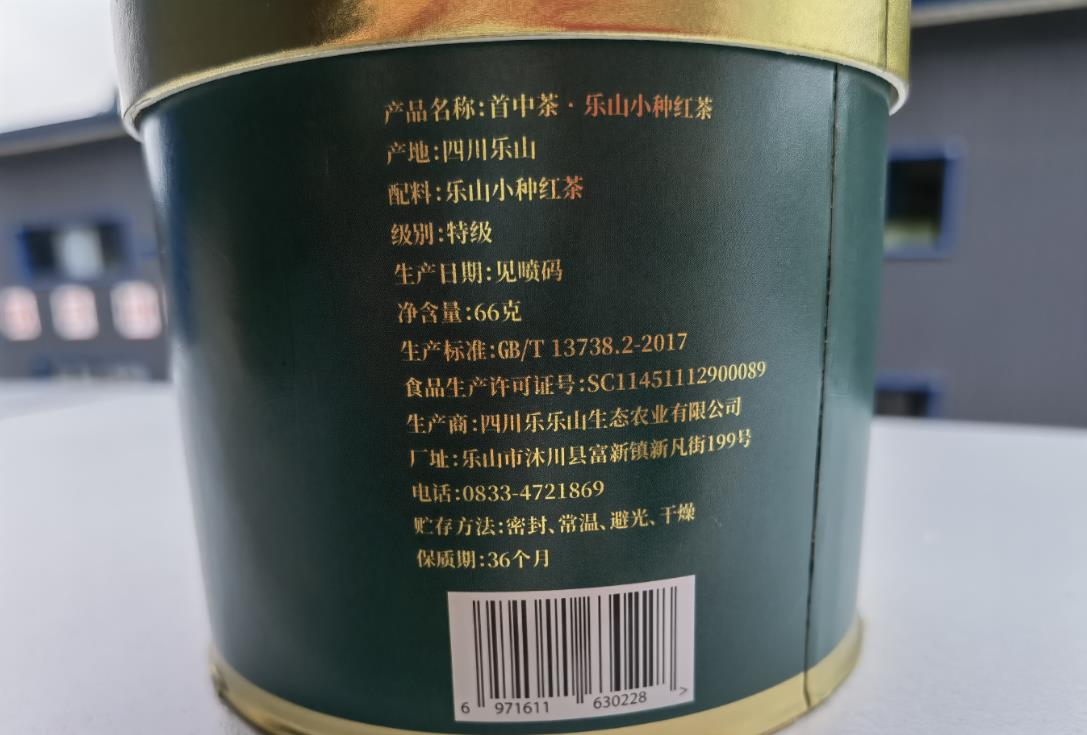 产品名称:首中茶·乐山小种红茶
产地:四川乐山
配料:乐山小种红茶
级别:特级
生产日期:见喷码
净含量:66克
生产标准:GB/T 13738.2-2017
食品生产许可证号:SC11451112900089
生产商:四川乐乐山生态农业有限公司
厂址:乐山市沐川县富新镇新凡街199号
电话:0833-4721869
贮存方法:密封、常温、避光、干燥
保质期:36个月
6 971611 630228 >